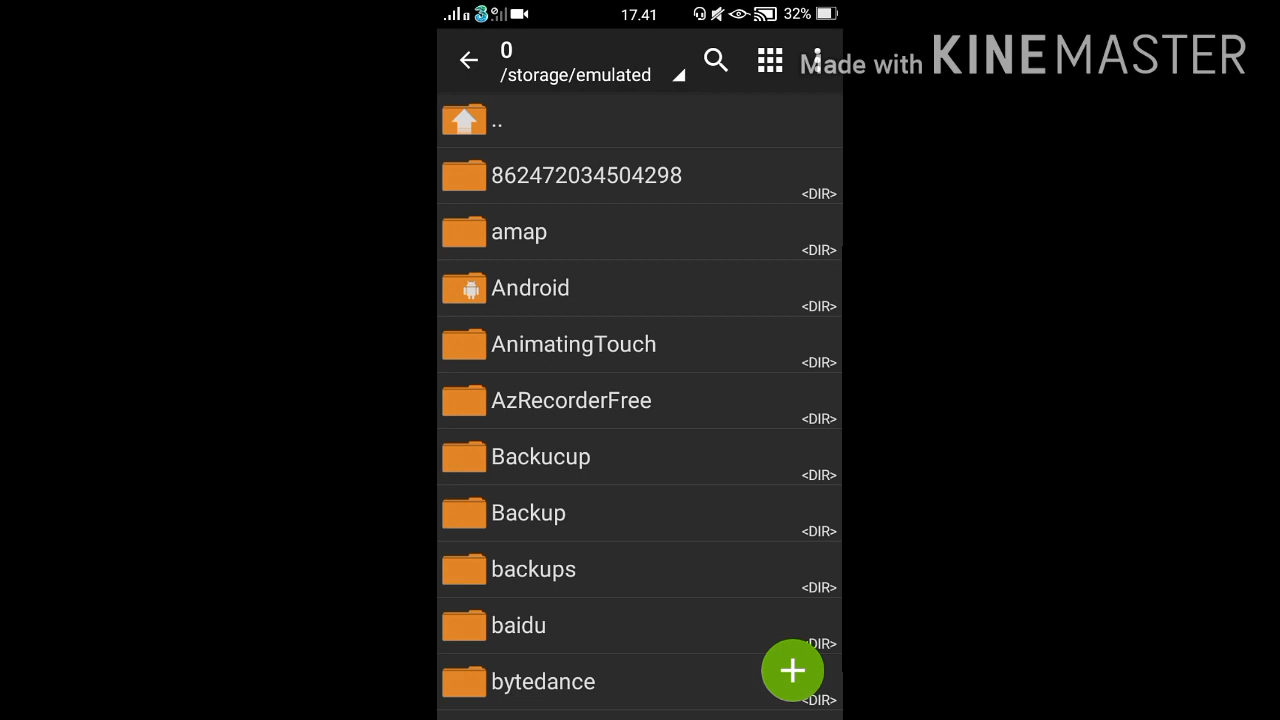 17.41
32%
0
/storage/emulated
Made with KINEMASTER
..
862472034504298
<DIR>
amap
<DIR>
Android
<DIR>
AnimatingTouch
<DIR>
AzRecorderFree
<DIR>
Backucup
<DIR>
Backup
<DIR>
backups
<DIR>
baidu
<DIR>
bytedance
<DIR>